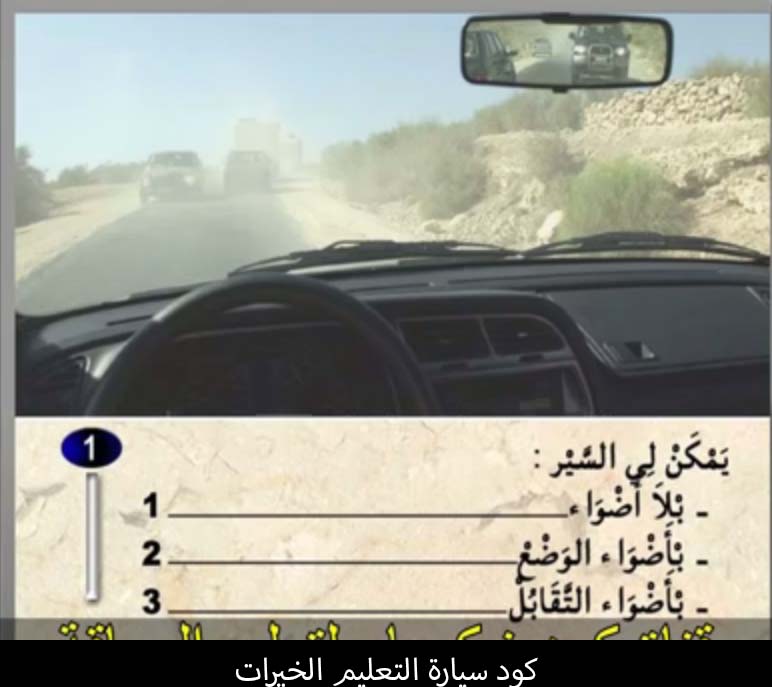 1
يَمْكَنْ لِي السَّيْر :
ـ بْلاَ أَضْوَاء 1
ـ بْأَضْوَاء الوَضْعْ 2
ـ بْأَضْوَاء التَّقَابُلْ 3
كود سيارة التعليم الخيرات